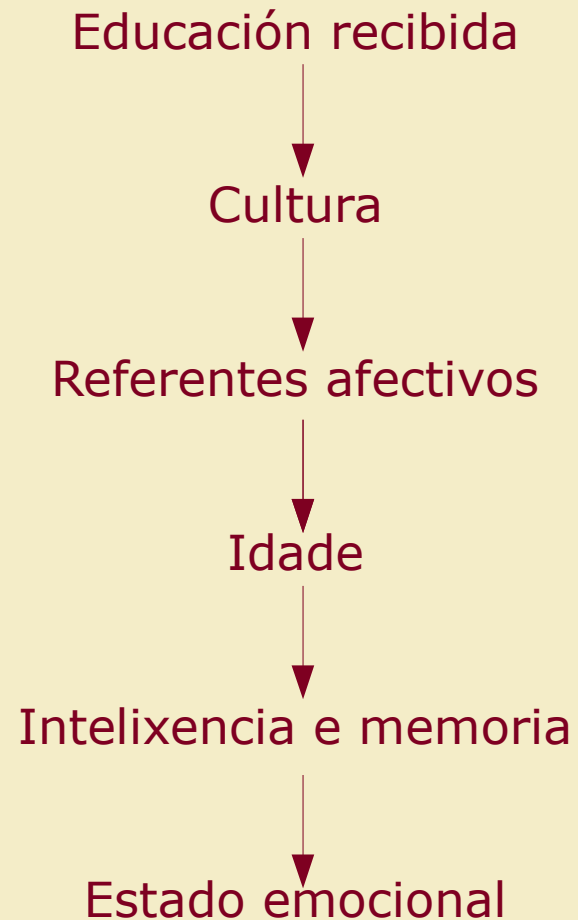 Educación recibida
Cultura
Referentes afectivos
Idade
Intelixencia e memoria
Estado emocional